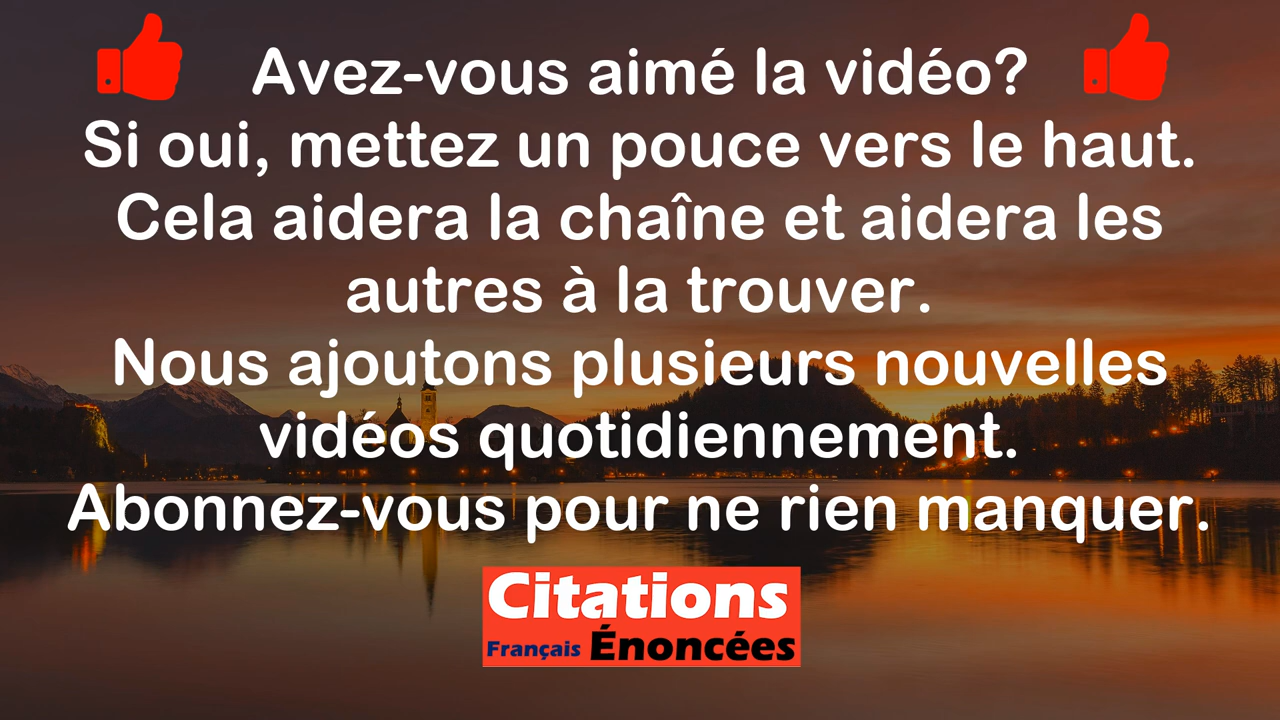 Avez-vous aimé la vidéo?
Si oui, mettez un pouce vers le haut.
Cela aidera la chaîne et aidera les
autres à la trouver.
Nous ajoutons plusieurs nouvelles
vidéos quotidiennement.
Abonnez-vous pour ne rien manquer.
Citations
Français Énoncées